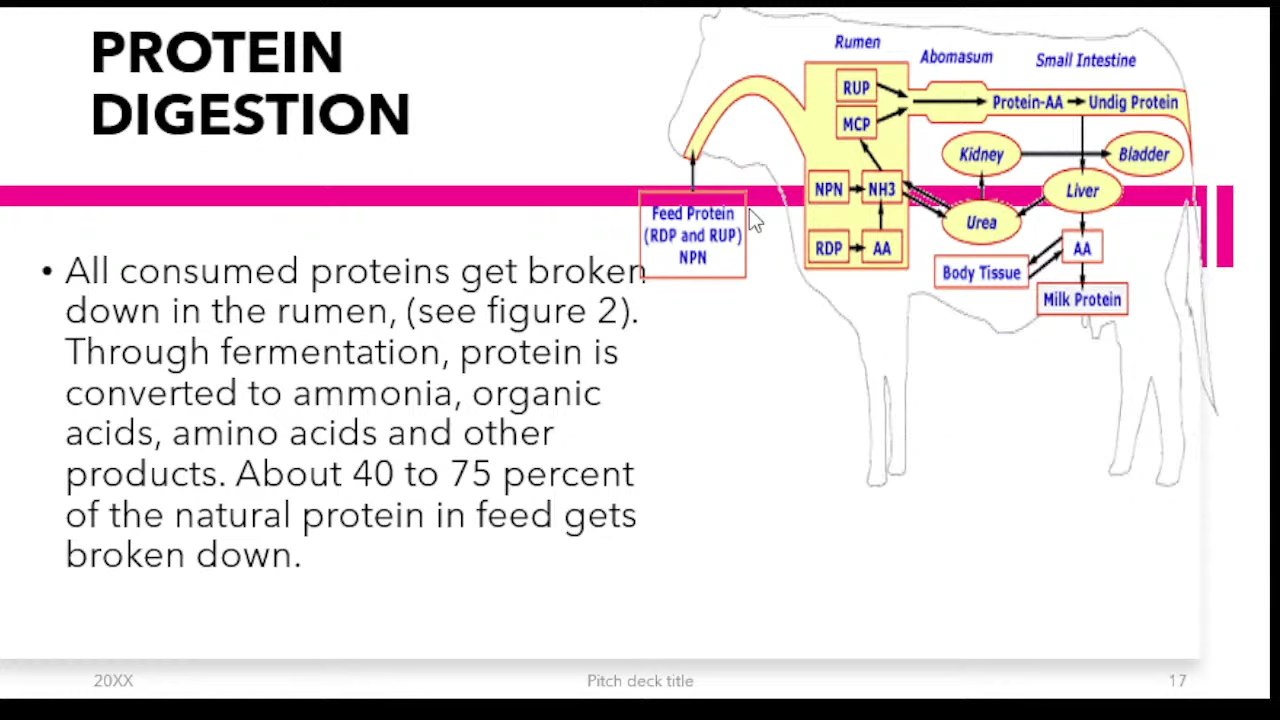 PROTEIN
DIGESTION
• All consumed proteins get broken
down in the rumen, (see figure 2).
Through fermentation, protein is
converted to ammonia, organic
acids, amino acids and other
products. About 40 to 75 percent
of the natural protein in feed gets
broken down.
Rumen
Abomasum
Small Intestine
RUP
MCP
Protein-AA
Undig Protein
Kidney
Bladder
NPN
NH3
Liver
Feed Protein
(RDP and RUP)
NPN
Urea
RDP
AA
AA
Body Tissue
Milk Protein
20XX
Pitch deck title
17